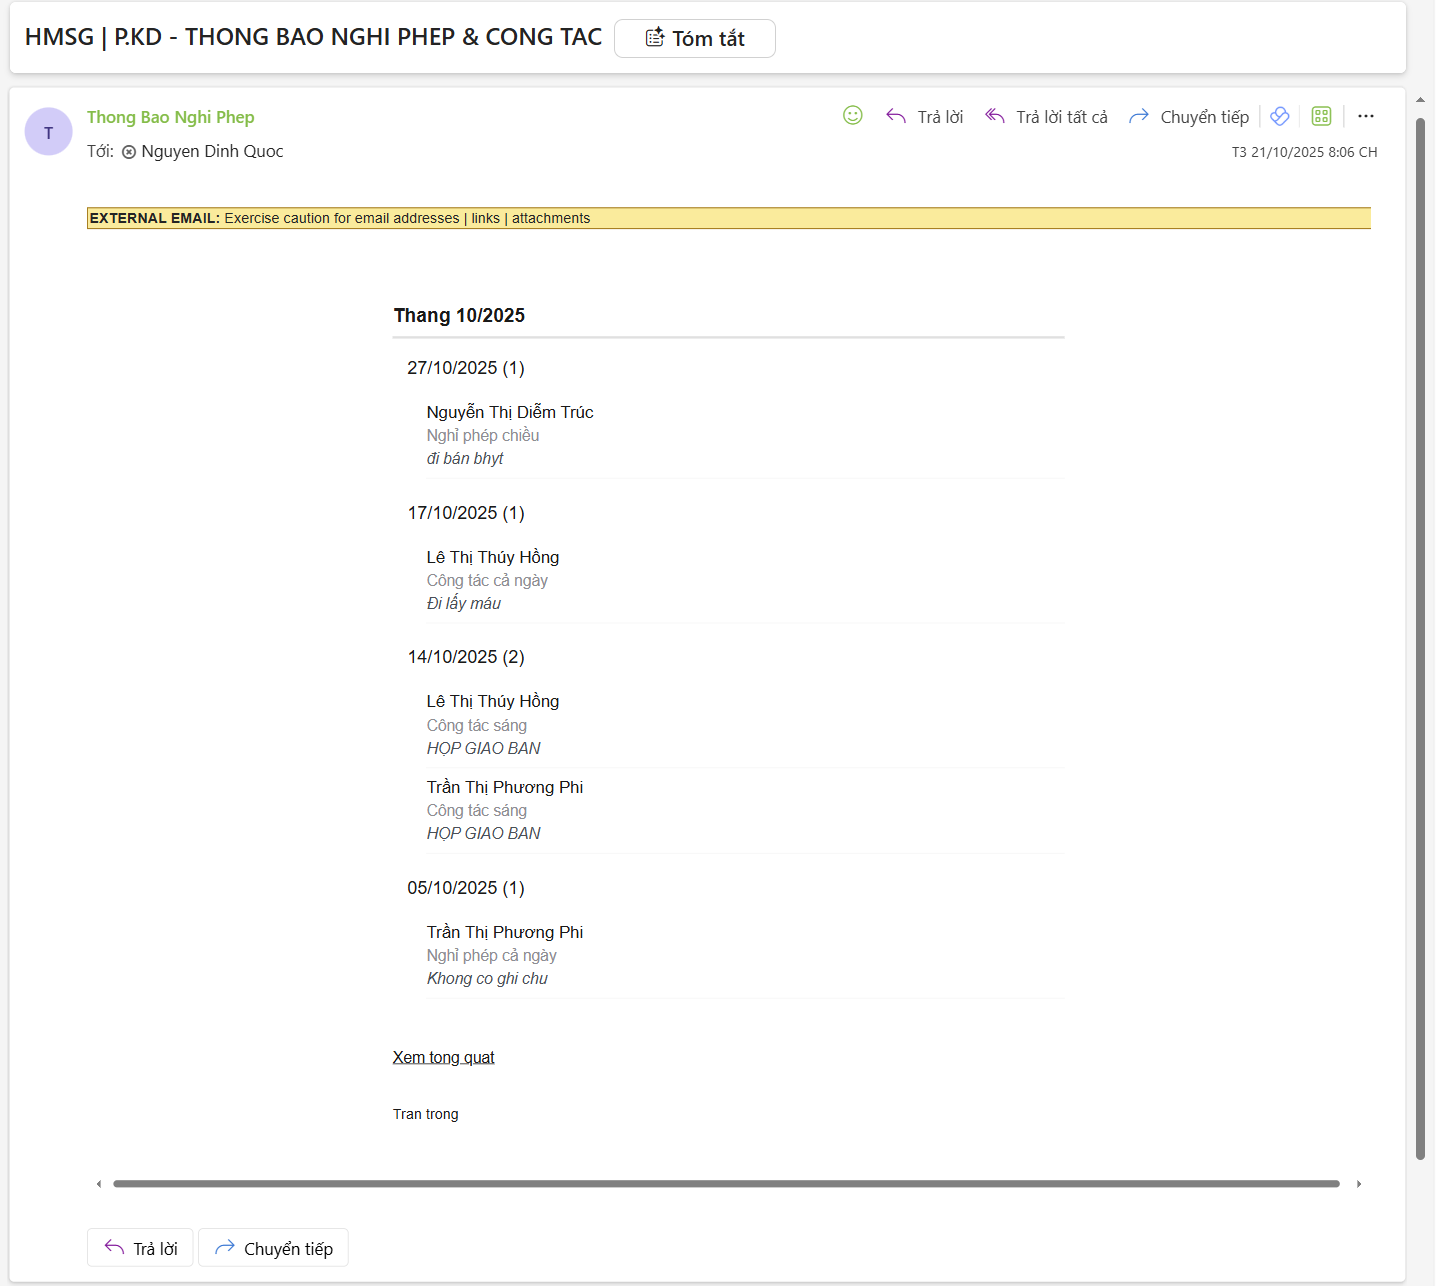 HMSG | P.KD - THONG BAO NGHI PHEP & CONG TAC
Tóm tắt
T
Thong Bao Nghi Phep
Trả lời
Trả lời tất cả
Chuyển tiếp
Tới: Nguyen Dinh Quoc
T3 21/10/2025 8:06 CH
EXTERNAL EMAIL: Exercise caution for email addresses | links | attachments
Thang 10/2025
27/10/2025 (1)
Nguyễn Thị Diễm Trúc
Nghỉ phép chiều
đi bán bhyt
17/10/2025 (1)
Lê Thị Thúy Hồng
Công tác cả ngày
Đi lấy máu
14/10/2025 (2)
Lê Thị Thúy Hồng
Công tác sáng
HỌP GIAO BAN
Trần Thị Phương Phi
Công tác sáng
HỌP GIAO BAN
05/10/2025 (1)
Trần Thị Phương Phi
Nghỉ phép cả ngày
Khong co ghi chu
Xem tong quat
Tran trong
Trả lời
Chuyển tiếp